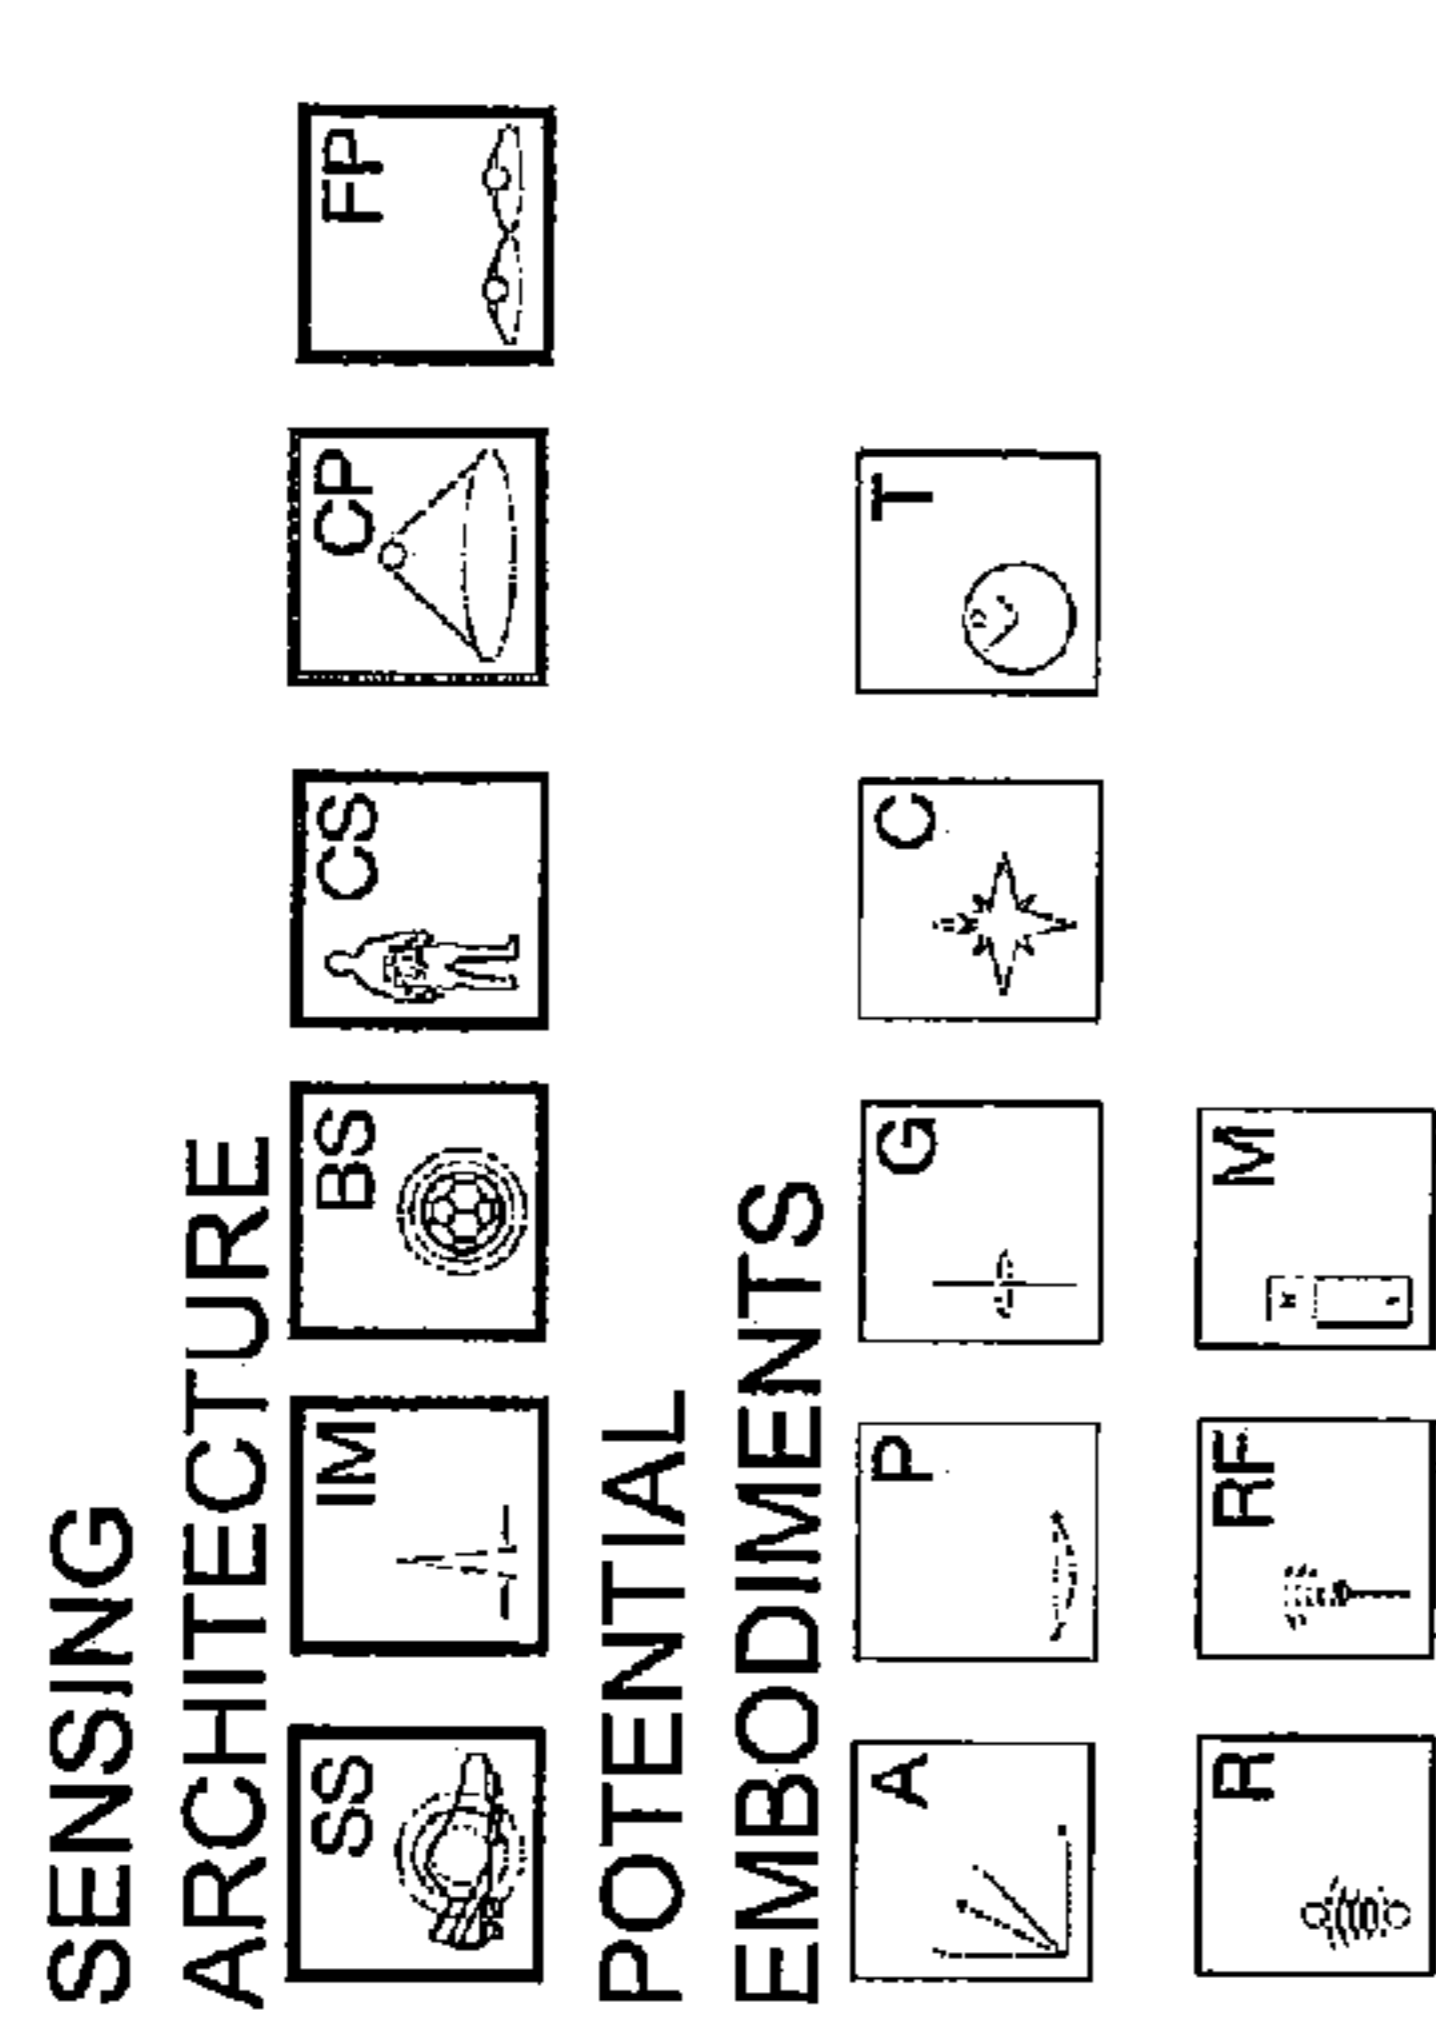 SENSING
ARCHITECTURE
SS IM BS CS CP FP
POTENTIAL
EMBODIMENTS
A P G C T
R RF M